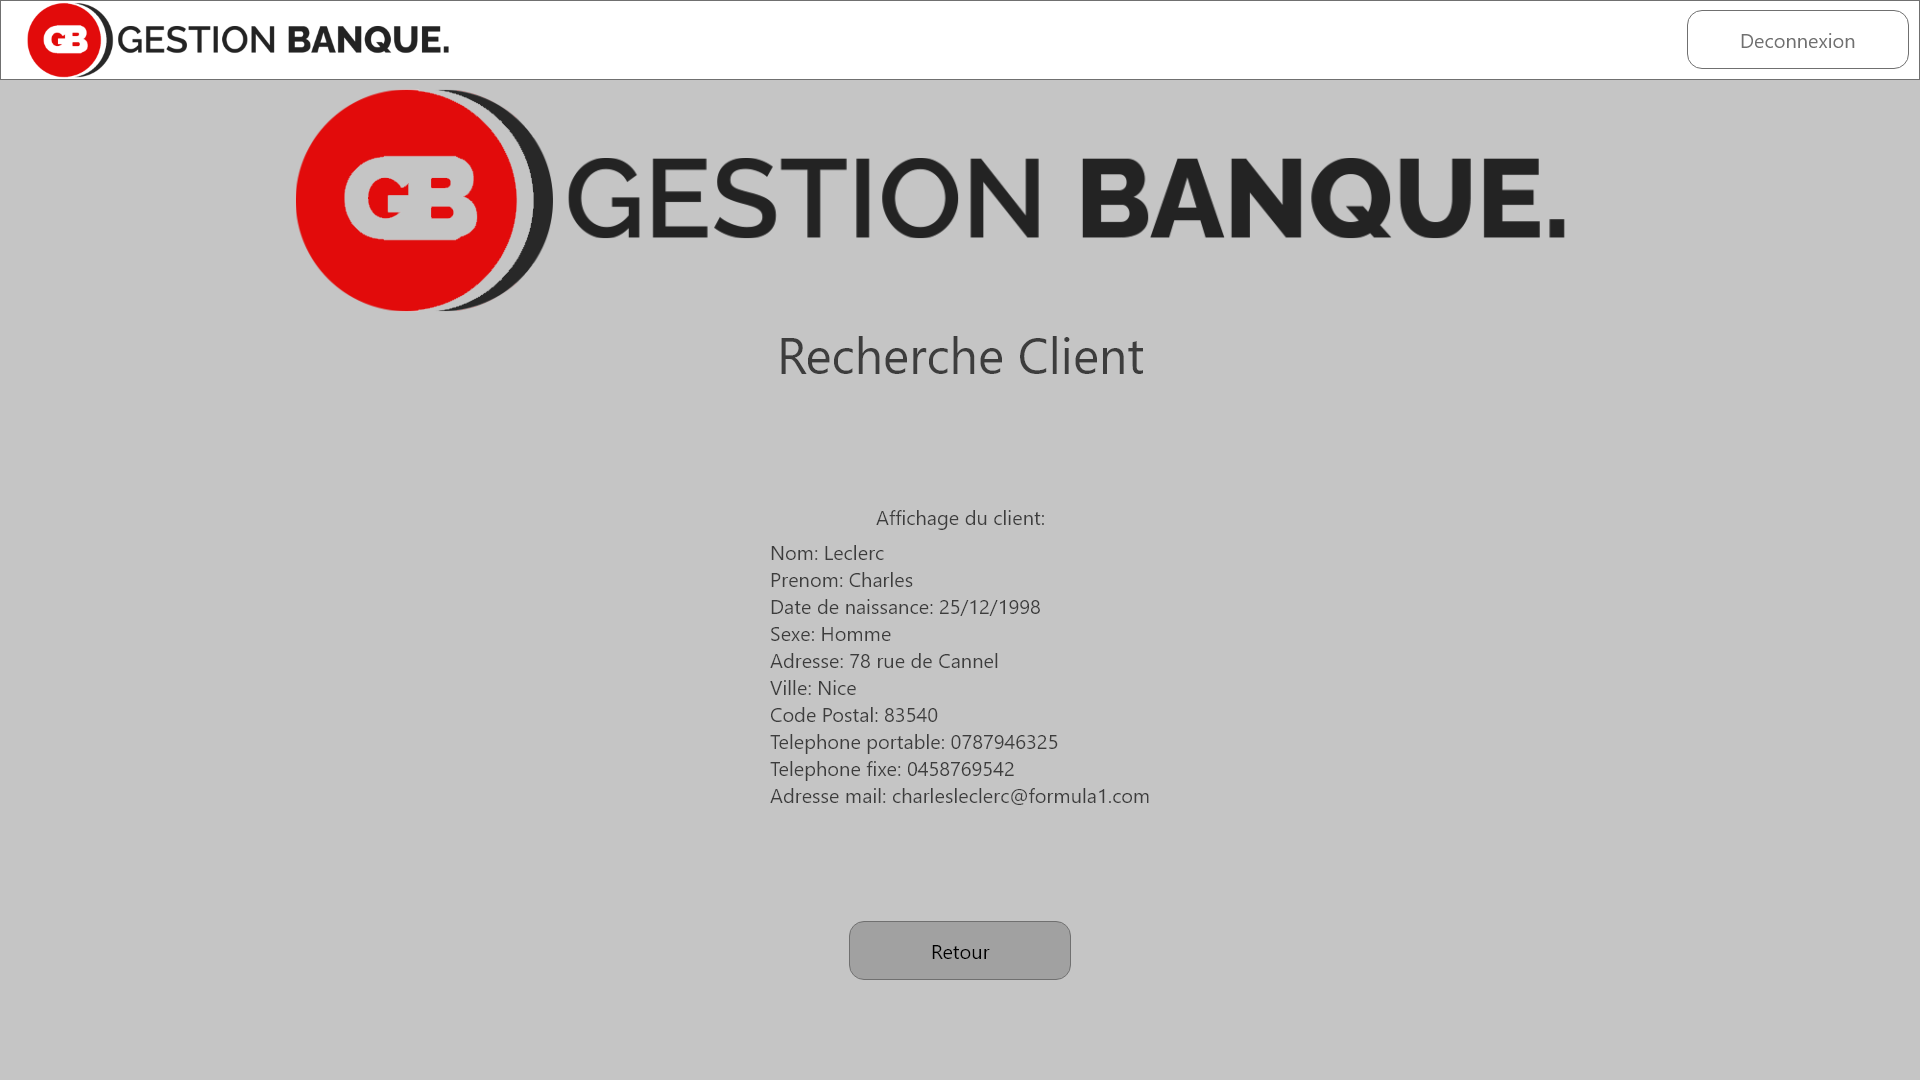 GB GESTION BANQUE.
Deconnexion
GB GESTION BANQUE.
Recherche Client
Affichage du client:
Nom: Leclerc
Prenom: Charles
Date de naissance: 25/12/1998
Sexe: Homme
Adresse: 78 rue de Cannel
Ville: Nice
Code Postal: 83540
Telephone portable: 0787946325
Telephone fixe: 0458769542
Adresse mail: charlesleclerc@formula1.com
Retour